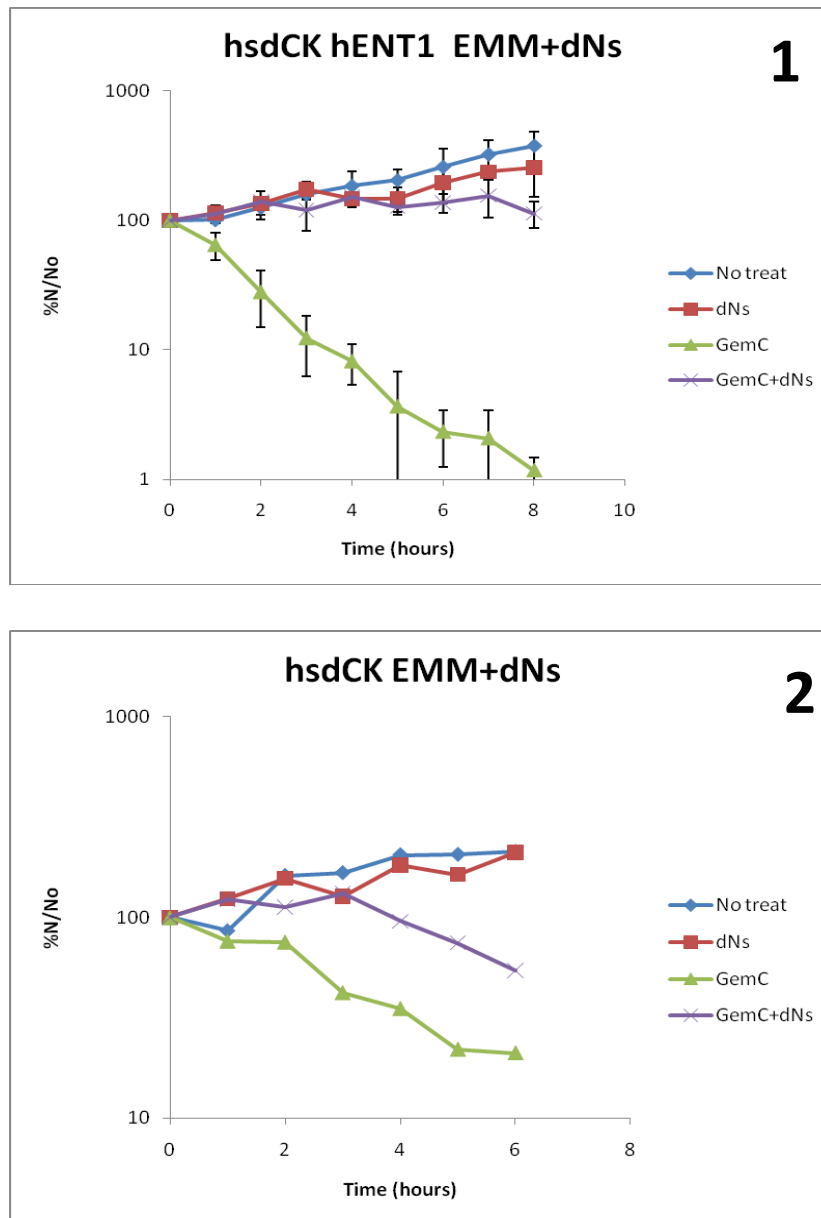 hsdCK hENT1 EMM+dNs
1
1000
100
10
1
%N/No
0 2 4 6 8 10
Time (hours)
No treat
dNs
GemC
GemC+dNs
hsdCK EMM+dNs
2
1000
100
10
%N/No
0 2 4 6 8
Time (hours)
No treat
dNs
GemC
GemC+dNs